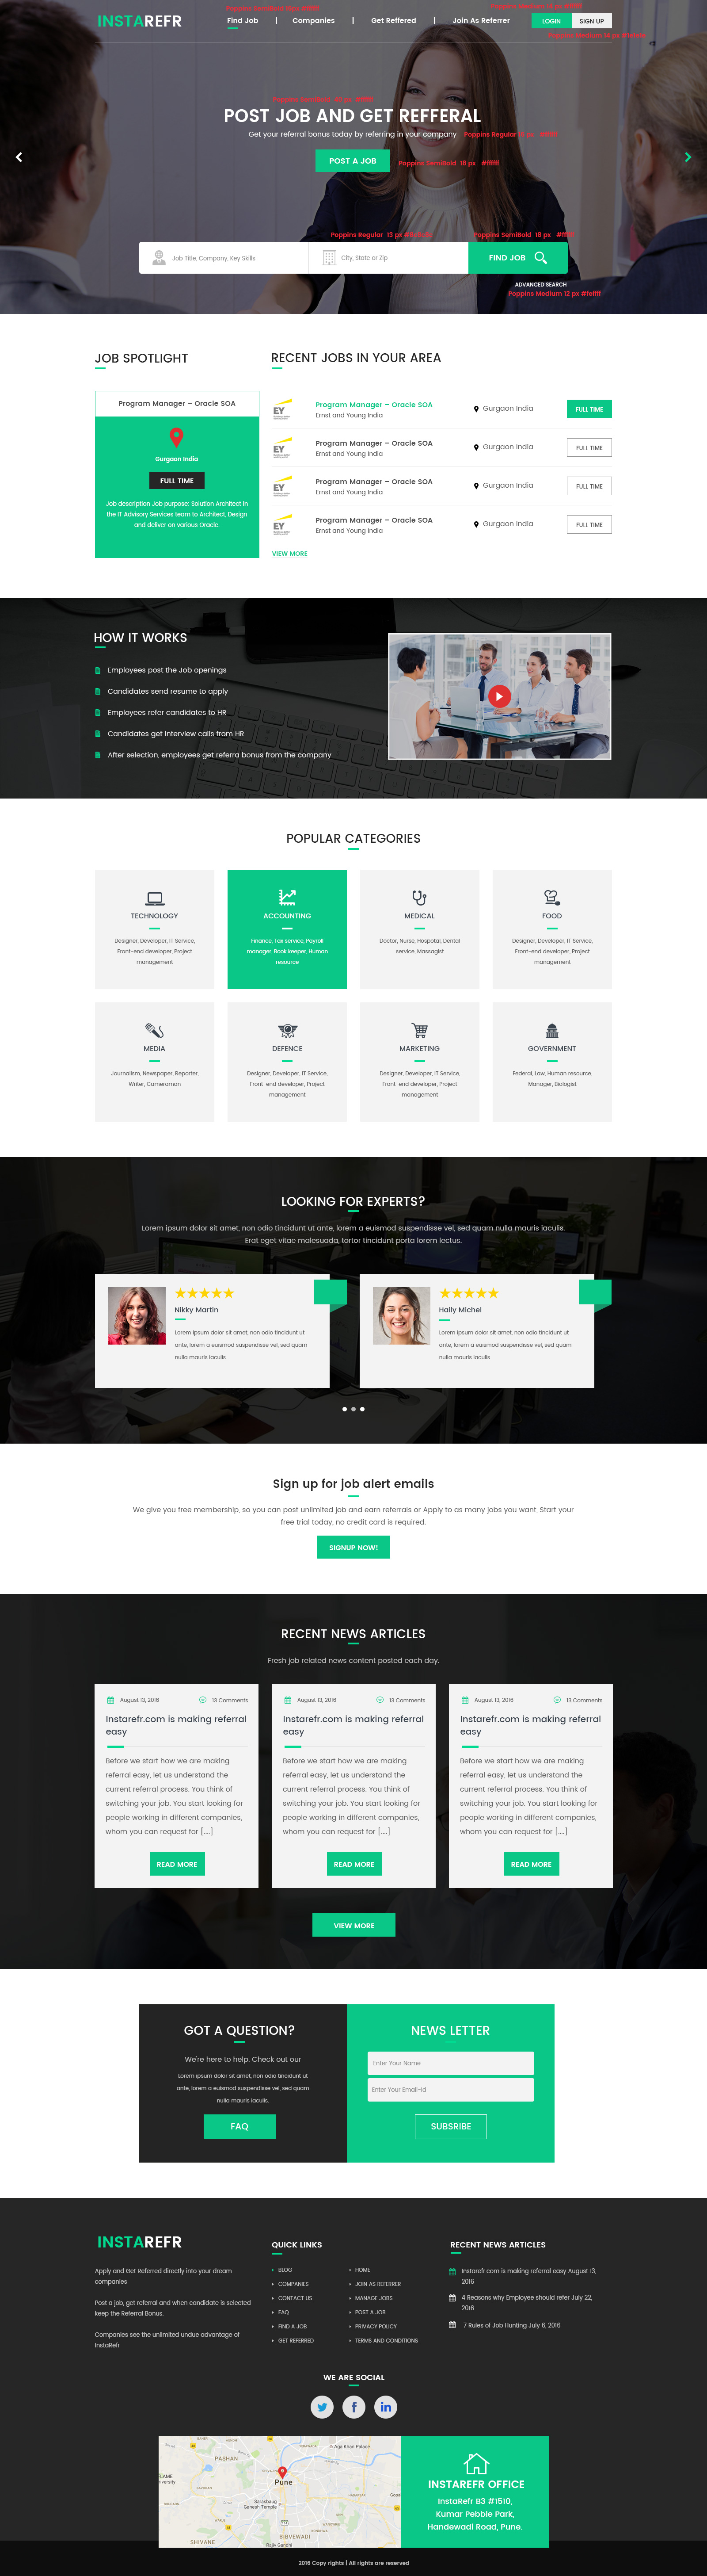 INSTAREFR
Find Job | Companies | Get Reffered | Join As Referrer
LOGIN SIGN UP
POST JOB AND GET REFFERAL
Get your referral bonus today by referring in your company
Poppins Regular
POST A JOB
Poppins SemiBold 18 px #ffffff
Poppins Regular 13 px
Poppins SemiBold 18 px
Job Title, Company, Key Skills
City, State or Zip
FIND JOB
ADVANCED SEARCH
Poppins Medium 12 px #feffff
JOB SPOTLIGHT
Program Manager – Oracle SOA
Gurgaon India
FULL TIME
Job description Job purpose: Solution Architect in
the IT Advisory Services team to Architect, Design
and deliver on various Oracle.
RECENT JOBS IN YOUR AREA
EY
Program Manager – Oracle SOA
Ernst and Young India
Gurgaon India
FULL TIME
EY
Program Manager – Oracle SOA
Ernst and Young India
Gurgaon India
FULL TIME
EY
Program Manager – Oracle SOA
Ernst and Young India
Gurgaon India
FULL TIME
EY
Program Manager – Oracle SOA
Ernst and Young India
Gurgaon India
FULL TIME
VIEW MORE
HOW IT WORKS
Employees post the Job openings
Candidates send resume to apply
Employees refer candidates to HR
Candidates get interview calls from HR
After selection, employees get referra bonus from the company
POPULAR CATEGORIES
TECHNOLOGY
Designer, Developer, IT Service,
Front-end developer, Project
management
ACCOUNTING
Finance, Tax service, Payroll
manager, Book keeper, Human
resource
MEDICAL
Doctor, Nurse, Hospotal, Dental
service, Massagist
FOOD
Designer, Developer, IT Service,
Front-end developer, Project
management
MEDIA
Journalism, Newspaper, Reporter,
Writer, Cameraman
DEFENCE
Designer, Developer, IT Service,
Front-end developer, Project
management
MARKETING
Designer, Developer, IT Service,
Front-end developer, Project
management
GOVERNMENT
Federal, Law, Human resource,
Manager, Biologist
LOOKING FOR EXPERTS?
Lorem ipsum dolor sit amet, non odio tincidunt ut ante, lorem a euismod suspendisse vel, sed quam nulla mauris iaculis.
Erat eget vitae malesuada, tortor tincidunt porta lorem lectus.
Nikky Martin
Lorem ipsum dolor sit amet, non odio tincidunt ut
ante, lorem a euismod suspendisse vel, sed quam
nulla mauris iaculis.
Haily Michel
Lorem ipsum dolor sit amet, non odio tincidunt ut
ante, lorem a euismod suspendisse vel, sed quam
nulla mauris iaculis.
Sign up for job alert emails
We give you free membership, so you can post unlimited job and earn referrals or Apply to as many jobs you want, Start your
free trial today, no credit card is required.
SIGNUP NOW!
RECENT NEWS ARTICLES
Fresh job related news content posted each day.
August 13, 2016 13 Comments
Instarefr.com is making referral
easy
Before we start how we are making
referral easy, let us understand the
current referral process. You think of
switching your job. You start looking for
people working in different companies,
whom you can request for [....]
READ MORE
August 13, 2016 13 Comments
Instarefr.com is making referral
easy
Before we start how we are making
referral easy, let us understand the
current referral process. You think of
switching your job. You start looking for
people working in different companies,
whom you can request for [....]
READ MORE
August 13, 2016 13 Comments
Instarefr.com is making referral
easy
Before we start how we are making
referral easy, let us understand the
current referral process. You think of
switching your job. You start looking for
people working in different companies,
whom you can request for [....]
READ MORE
VIEW MORE
GOT A QUESTION?
We're here to help. Check out our
Lorem ipsum dolor sit amet, non odio tincidunt ut
ante, lorem a euismod suspendisse vel, sed quam
nulla mauris iaculis.
FAQ
NEWS LETTER
Enter Your Name
Enter Your Email-id
SUBSRIBE
INSTAREFR
Apply and Get Referred directly into your dream
companies
Post a job, get referral and when candidate is selected
keep the Referral Bonus.
Companies see the unlimited undue advantage of
InstaRefr
QUICK LINKS
BLOG
COMPANIES
CONTACT US
FAQ
FIND A JOB
GET REFERRED
HOME
JOIN AS REFERRER
MANAGE JOBS
POST A JOB
PRIVACY POLICY
TERMS AND CONDITIONS
RECENT NEWS ARTICLES
Instarefr.com is making referral easy August 13,
2016
4 Reasons why Employee should refer July 22,
2016
7 Rules of Job Hunting July 6, 2016
WE ARE SOCIAL
PASHAN
Aga Khan Palace
Pune
Sarasbaug
Ganesh Temple
BIBVEWADI
SHIVANE
Rajiv Gandhi
INSTAREFR OFFICE
InstaRefr B3 #1510,
Kumar Pebble Park,
Handewadi Road, Pune.
2016 Copy rights | All rights are reserved